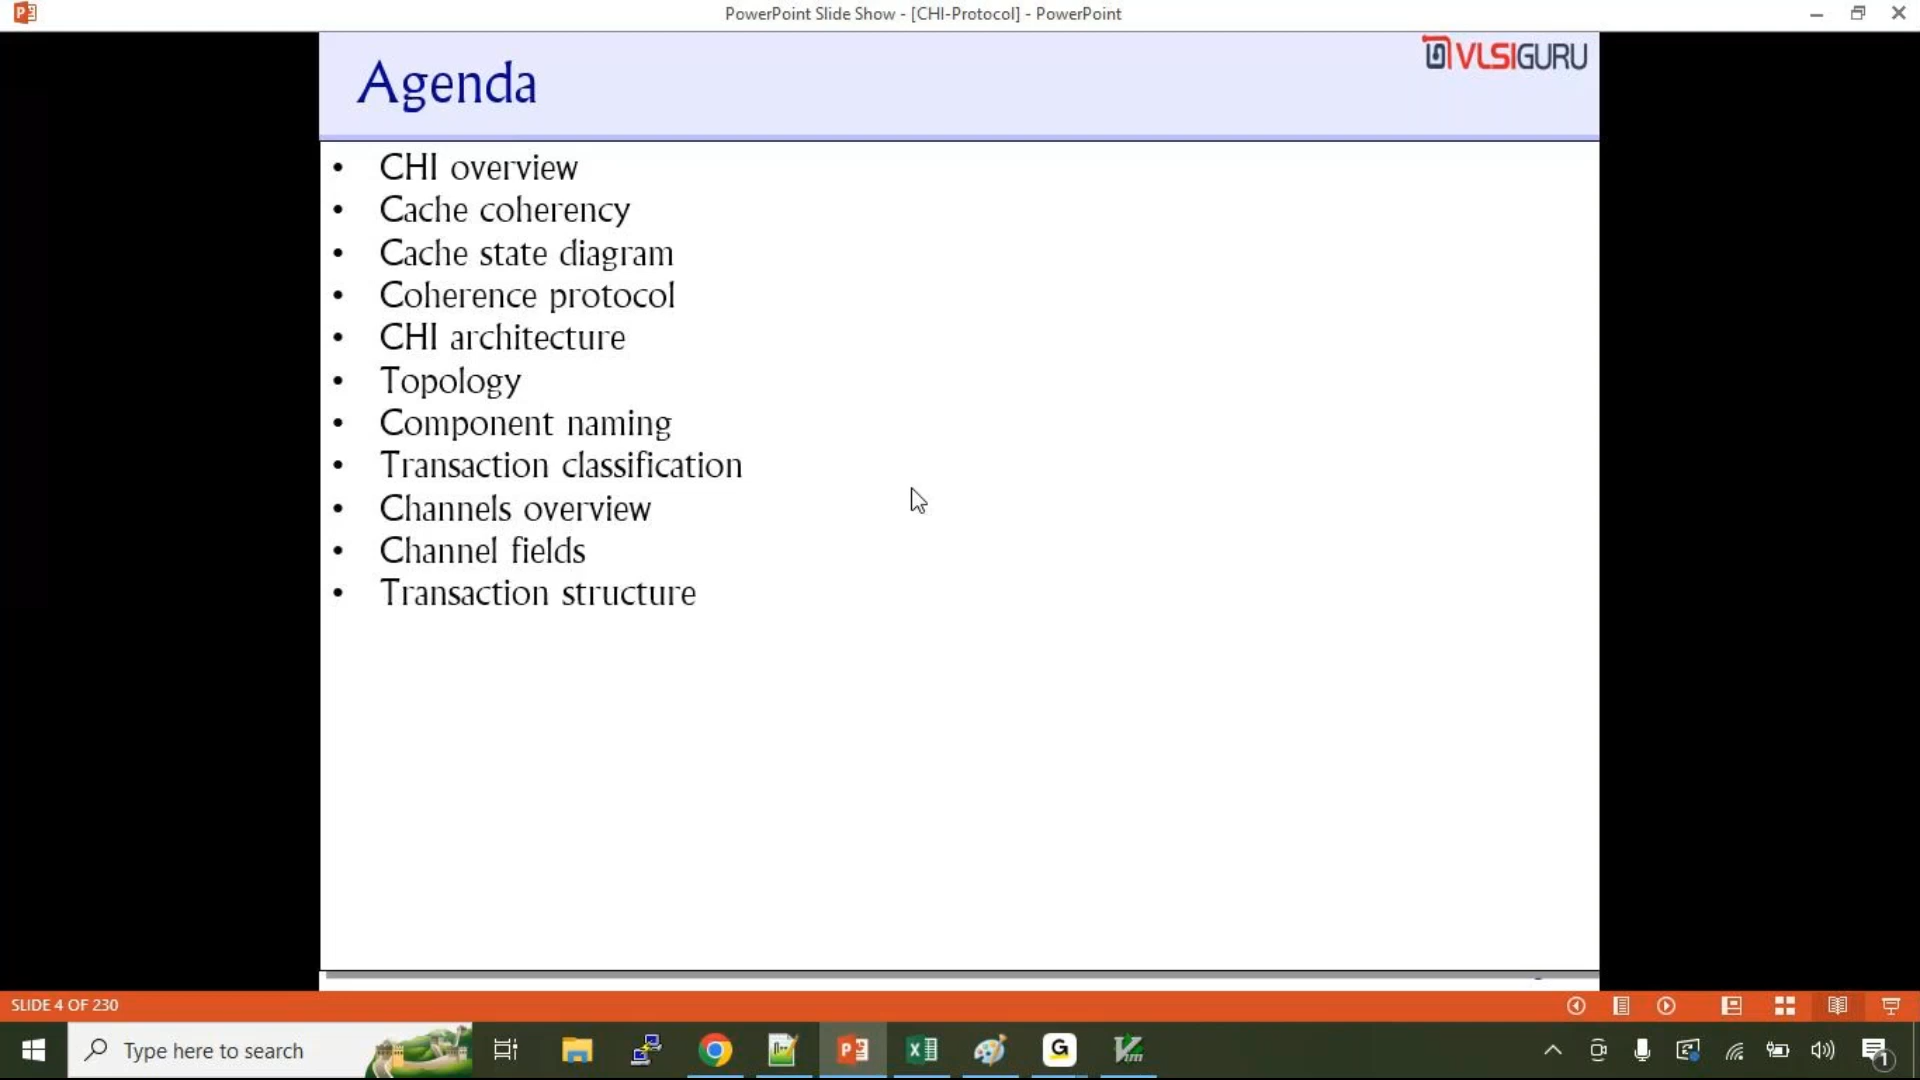 PowerPoint Slide Show - [CHI-Protocol] - PowerPoint
VLSIGURU
Agenda
• CHI overview
• Cache coherency
• Cache state diagram
• Coherence protocol
• CHI architecture
• Topology
• Component naming
• Transaction classification
• Channels overview
• Channel fields
• Transaction structure
SLIDE 4 OF 230
Type here to search
1